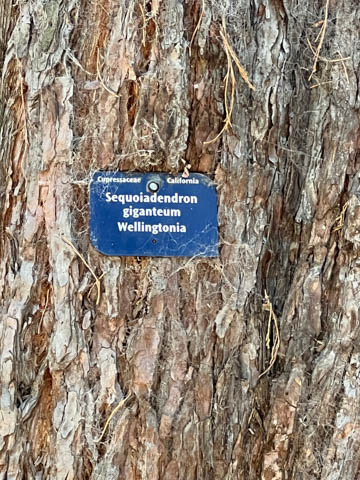 Cupressaceae California
Sequoiadendron
giganteum
Wellingtonia